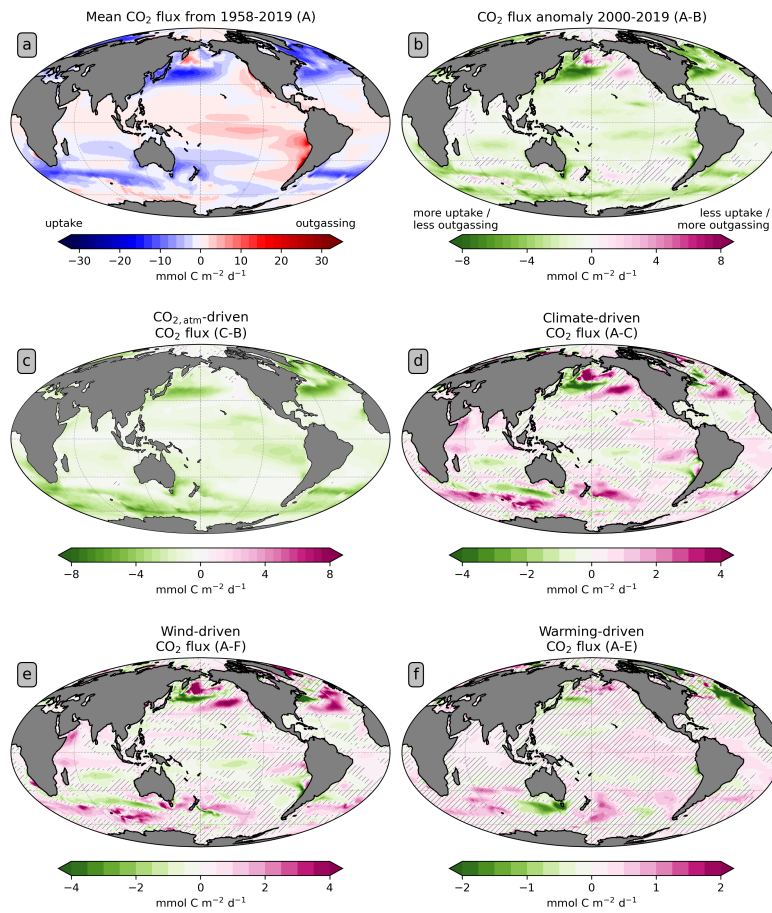 Mean CO₂ flux from 1958-2019 (A)
a
uptake
outgassing
−30 −20 −10 0 10 20 30
mmol C m⁻² d⁻¹
CO₂ flux anomaly 2000-2019 (A-B)
b
more uptake /
less outgassing
less uptake /
more outgassing
−8 −4 0 4 8
mmol C m⁻² d⁻¹
CO₂,ₐₜₘ-driven
CO₂ flux (C-B)
c
−8 −4 0 4 8
mmol C m⁻² d⁻¹
Climate-driven
CO₂ flux (A-C)
d
−4 −2 0 2 4
mmol C m⁻² d⁻¹
Wind-driven
CO₂ flux (A-F)
e
−4 −2 0 2 4
mmol C m⁻² d⁻¹
Warming-driven
CO₂ flux (A-E)
f
−2 −1 0 1 2
mmol C m⁻² d⁻¹